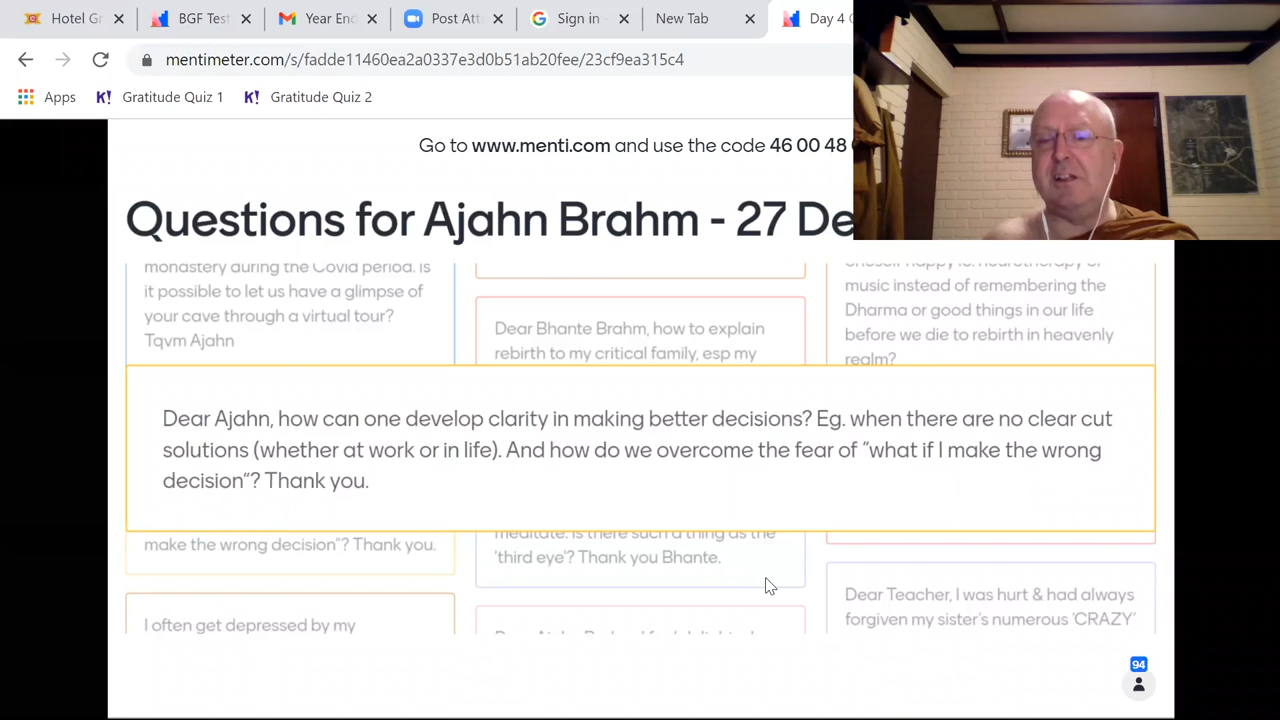 Hotel Gr
BGF Test
Year End
Post Att
Sign in -
New Tab
Day 4
mentimeter.com/s/fadde11460ea2a0337e3d0b51ab20fee/23cf9ea315c4
Apps
Gratitude Quiz 1
Gratitude Quiz 2
Go to www.menti.com and use the code 46 00 48
Questions for Ajahn Brahm - 27 De
monastery during the Covid period. Is
it possible to let us have a glimpse of
your cave through a virtual tour?
Tqvm Ajahn
Dear Bhante Brahm, how to explain
rebirth to my critical family, esp my
music instead of remembering the
Dharma or good things in our life
before we die to rebirth in heavenly
realm?
Dear Ajahn, how can one develop clarity in making better decisions? Eg. when there are no clear cut
solutions (whether at work or in life). And how do we overcome the fear of “what if I make the wrong
decision”? Thank you.
make the wrong decision”? Thank you.
meditate. Is there such a thing as the
'third eye'? Thank you Bhante.
I often get depressed by my
Dear Teacher, I was hurt & had always
forgiven my sister's numerous 'CRAZY'
94